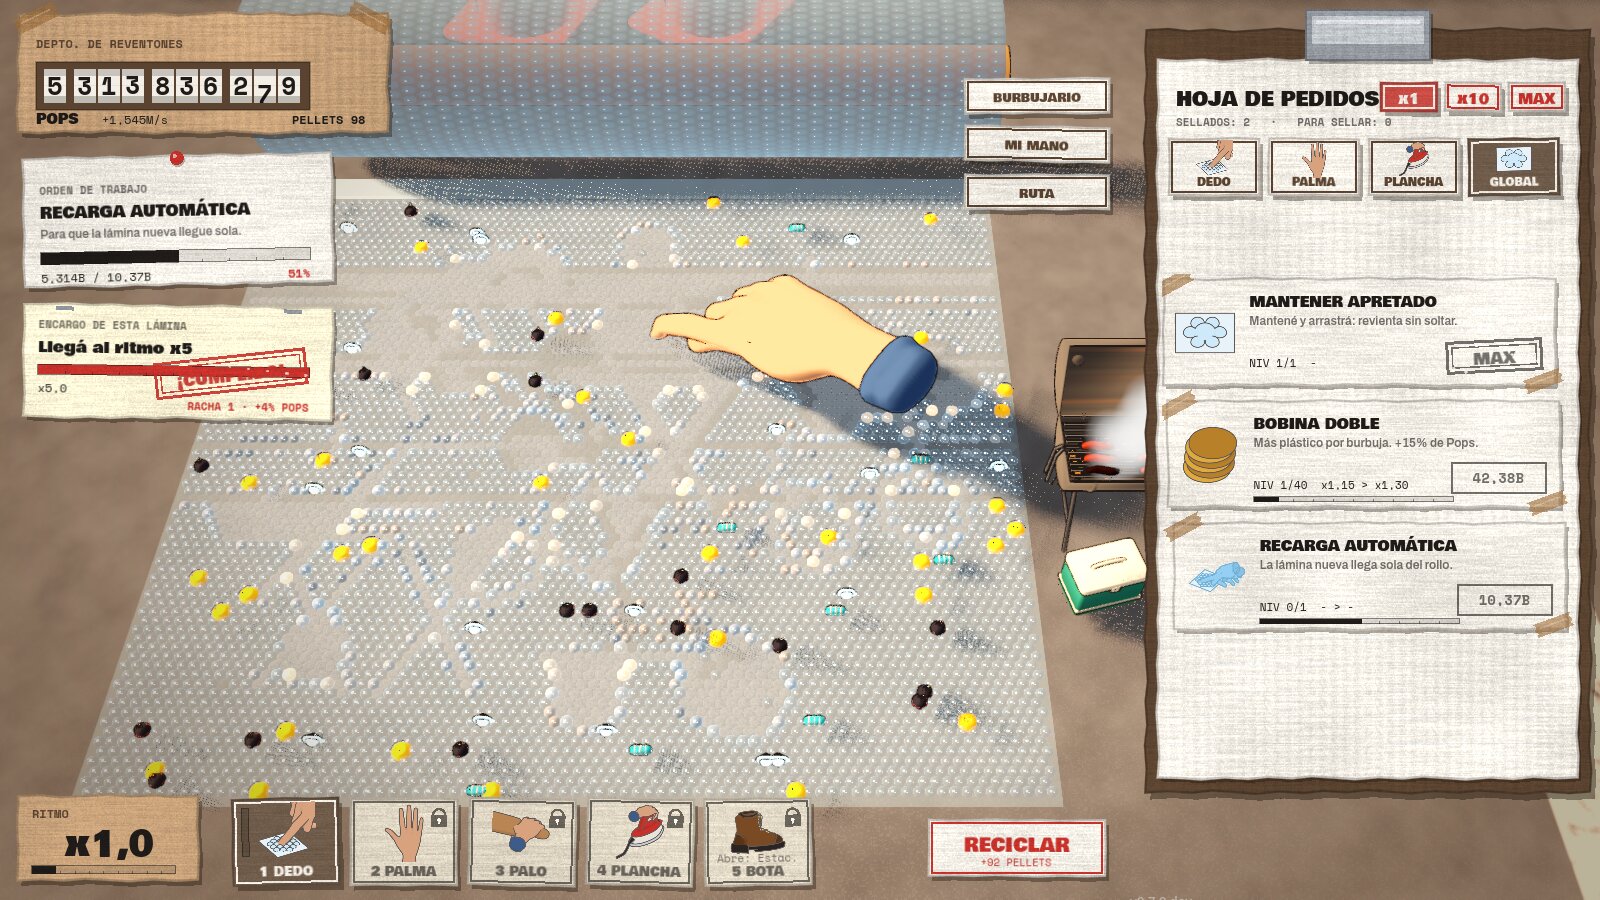 DEPTO. DE REVENTONES
5 313 836 279
POPS +1,545M/s PELLETS 98
ORDEN DE TRABAJO
RECARGA AUTOMÁTICA
Para que la lámina nueva llegue sola.
5,314B / 10,37B 51%
ENCARGO DE ESTA LÁMINA
Llegá al ritmo x5
x5,0
RACHA 1 · +4% POPS
BURBUJARIO
MI MANO
RUTA
HOJA DE PEDIDOS x1 x10 MAX
SELLADOS: 2 · PARA SELLAR: 0
DEDO PALMA PLANCHA GLOBAL
MANTENER APRETADO
Mantené y arrastrá: revienta sin soltar.
NIV 1/1 - MAX
BOBINA DOBLE
Más plástico por burbuja. +15% de Pops.
NIV 1/40 x1,15 > x1,30 42,38B
RECARGA AUTOMÁTICA
La lámina nueva llega sola del rollo.
NIV 0/1 - > - 10,37B
RITMO
x1,0
1 DEDO
2 PALMA
3 PALO
4 PLANCHA
Abre: Estac.
5 BOTA
RECICLAR
+92 PELLETS